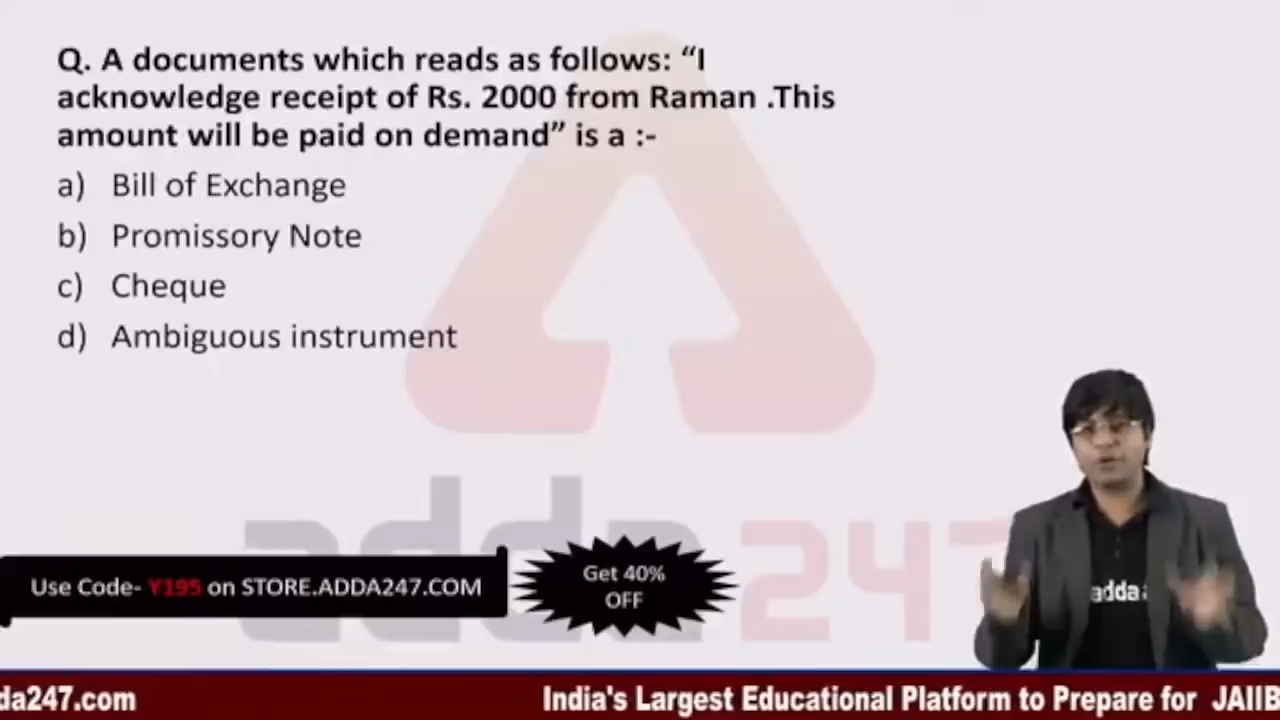 Q. A documents which reads as follows: “I
acknowledge receipt of Rs. 2000 from Raman .This
amount will be paid on demand” is a :-
a) Bill of Exchange
b) Promissory Note
c) Cheque
d) Ambiguous instrument
adda247
adda
Use Code- Y195 on STORE.ADDA247.COM
Get 40%
OFF
da247.com
India's Largest Educational Platform to Prepare for JAIIB